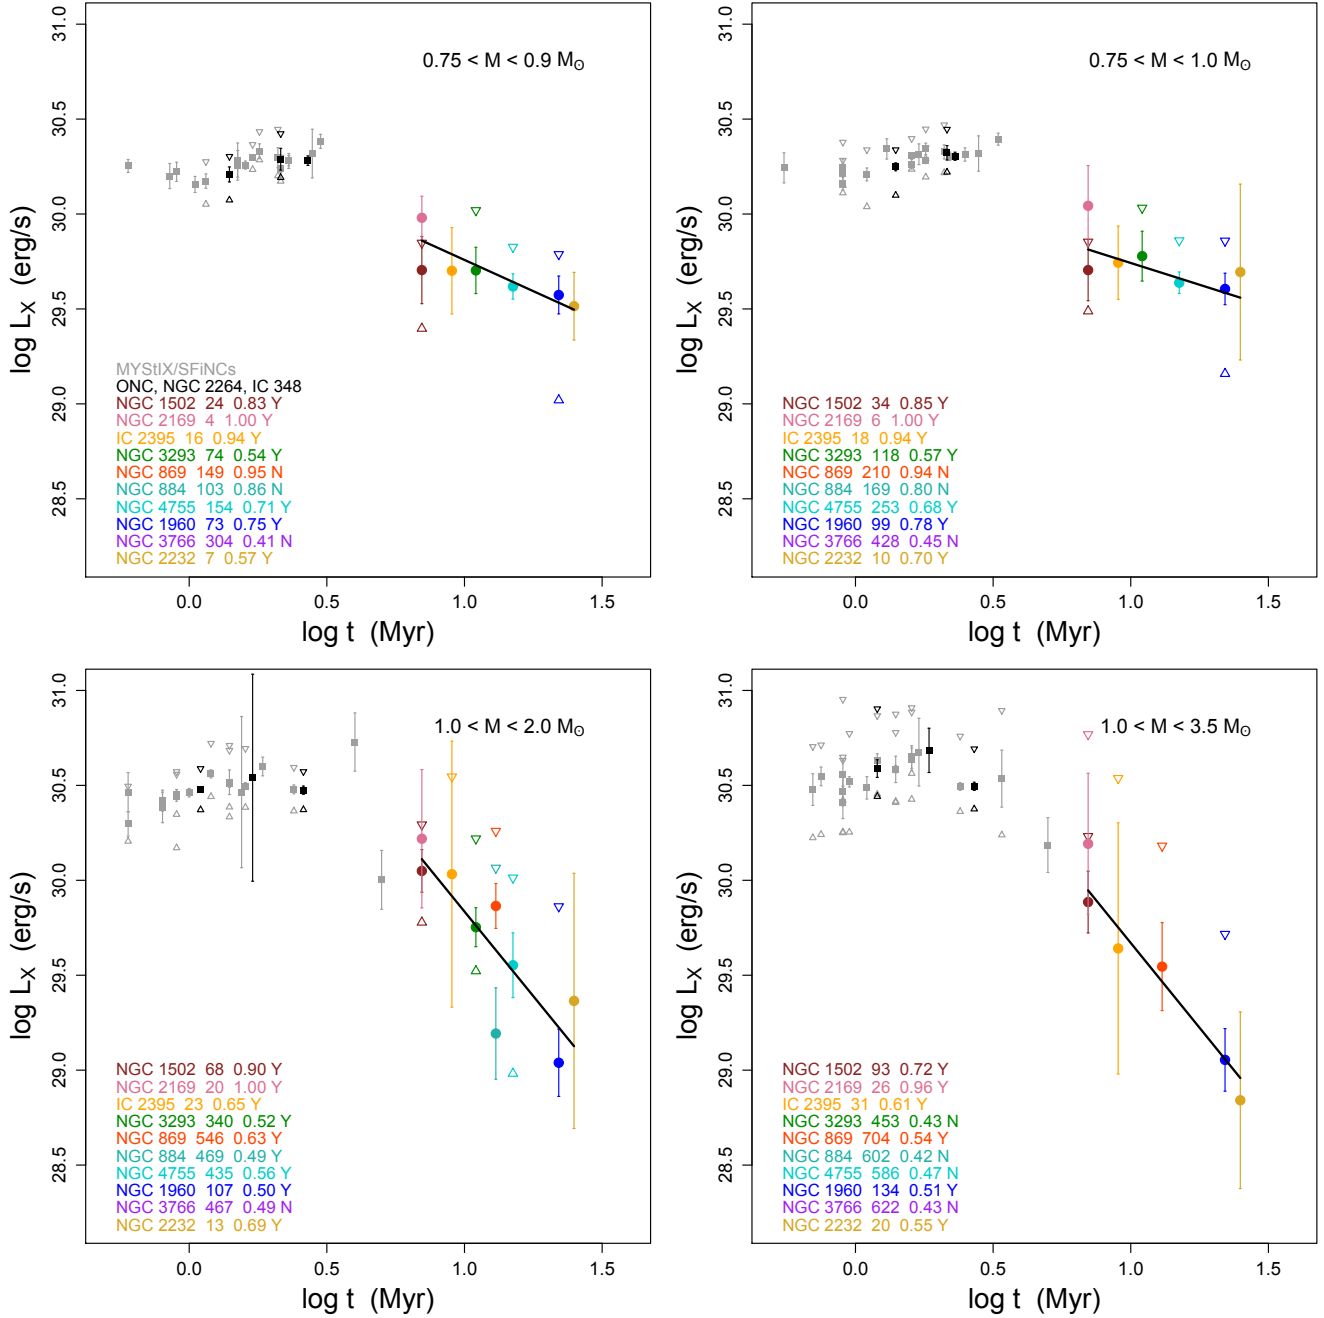 31.0
30.5
30.0
29.5
29.0
28.5
log Lx (erg/s)
0.75 < M < 0.9 M⊙
MYStIX/SFiNCs
ONC, NGC 2264, IC 348
NGC 1502 24 0.83 Y
NGC 2169 4 1.00 Y
IC 2395 16 0.94 Y
NGC 3293 74 0.54 Y
NGC 869 149 0.95 N
NGC 884 103 0.86 N
NGC 4755 154 0.71 Y
NGC 1960 73 0.75 Y
NGC 3766 304 0.41 N
NGC 2232 7 0.57 Y
0.0 0.5 1.0 1.5
log t (Myr)
31.0
30.5
30.0
29.5
29.0
28.5
log Lx (erg/s)
0.75 < M < 1.0 M⊙
NGC 1502 34 0.85 Y
NGC 2169 6 1.00 Y
IC 2395 18 0.94 Y
NGC 3293 118 0.57 Y
NGC 869 210 0.94 N
NGC 884 169 0.80 N
NGC 4755 253 0.68 Y
NGC 1960 99 0.78 Y
NGC 3766 428 0.45 N
NGC 2232 10 0.70 Y
0.0 0.5 1.0 1.5
log t (Myr)
31.0
30.5
30.0
29.5
29.0
28.5
log Lx (erg/s)
1.0 < M < 2.0 M⊙
NGC 1502 68 0.90 Y
NGC 2169 20 1.00 Y
IC 2395 23 0.65 Y
NGC 3293 340 0.52 Y
NGC 869 546 0.63 Y
NGC 884 469 0.49 Y
NGC 4755 435 0.56 Y
NGC 1960 107 0.50 Y
NGC 3766 467 0.49 N
NGC 2232 13 0.69 Y
0.0 0.5 1.0 1.5
log t (Myr)
31.0
30.5
30.0
29.5
29.0
28.5
log Lx (erg/s)
1.0 < M < 3.5 M⊙
NGC 1502 93 0.72 Y
NGC 2169 26 0.96 Y
IC 2395 31 0.61 Y
NGC 3293 453 0.43 N
NGC 869 704 0.54 Y
NGC 884 602 0.42 N
NGC 4755 586 0.47 N
NGC 1960 134 0.51 Y
NGC 3766 622 0.43 N
NGC 2232 20 0.55 Y
0.0 0.5 1.0 1.5
log t (Myr)